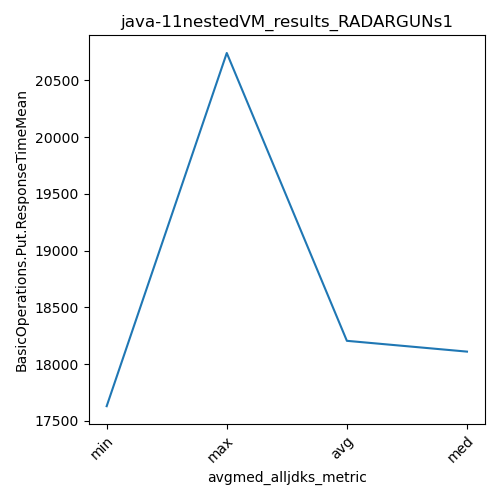 java-11nestedVM_results_RADARGUNs1
BasicOperations.Put.ResponseTimeMean
20500
20000
19500
19000
18500
18000
17500
min
max
avg
med
avgmed_alljdks_metric